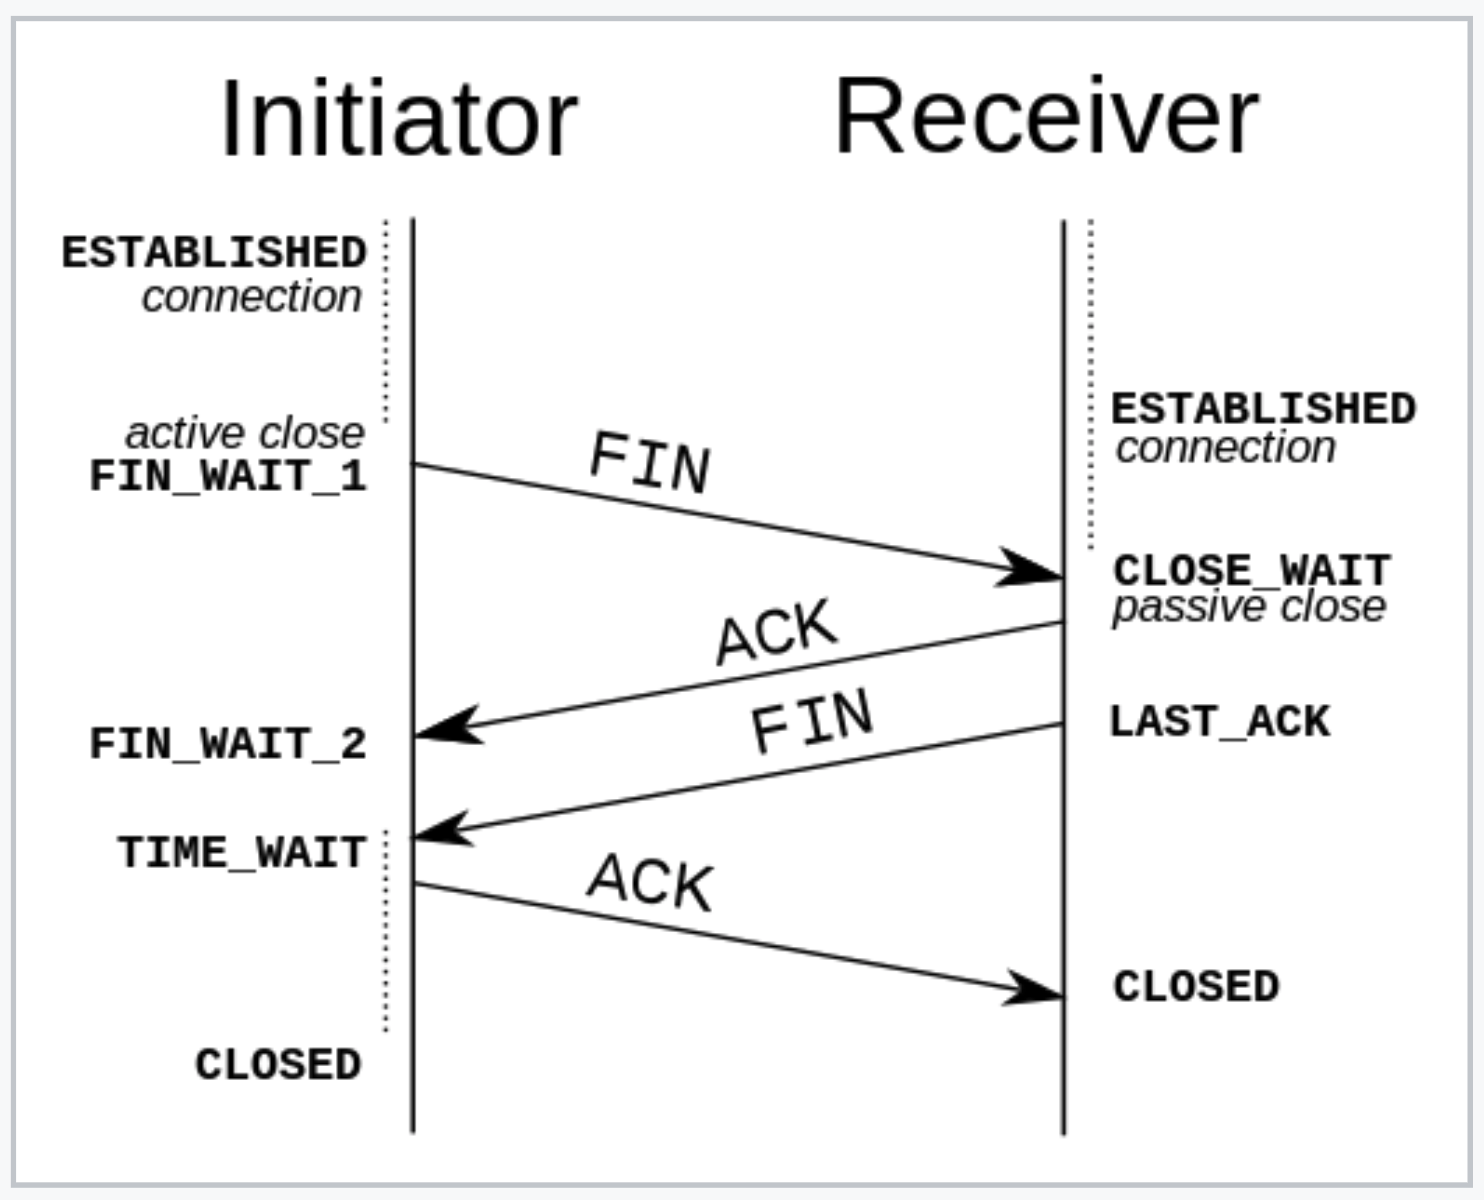 Initiator
Receiver
ESTABLISHED
connection
active close
FIN_WAIT_1
FIN
ESTABLISHED
connection
CLOSE_WAIT
passive close
ACK
FIN_WAIT_2
FIN
LAST_ACK
TIME_WAIT
ACK
CLOSED
CLOSED